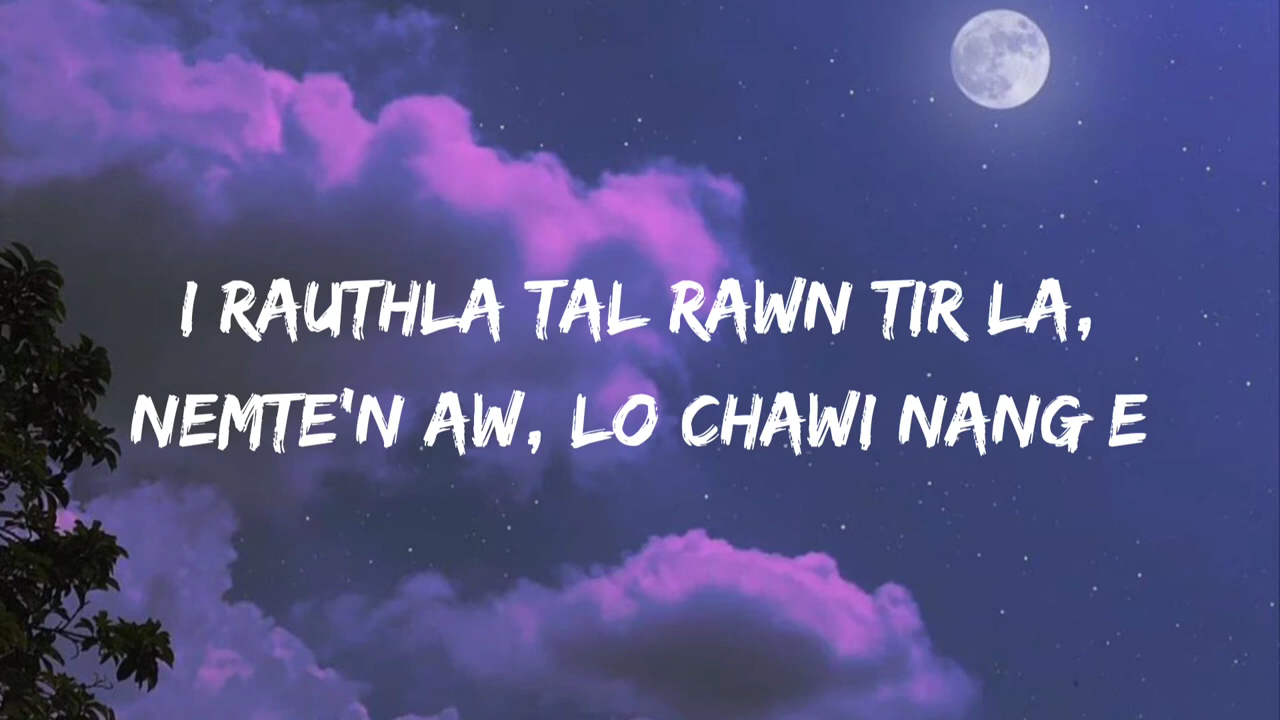 I RAUTHLA TAL RAWN TIR LA,
NEMTE'N AW, LO CHAWI NANG E